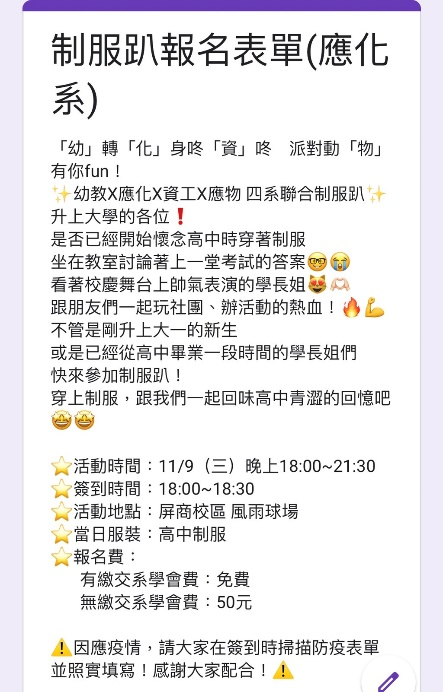 制服趴報名表單(應化
系)
「幼」轉「化」身咚「資」咚　派對動「物」
有你fun！
✨幼教X應化X資工X應物 四系聯合制服趴✨
升上大學的各位❗
是否已經開始懷念高中時穿著制服
坐在教室討論著上一堂考試的答案🤓😭
看著校慶舞台上帥氣表演的學長姐😻🫶
跟朋友們一起玩社團、辦活動的熱血！🔥💪
不管是剛升上大一的新生
或是已經從高中畢業一段時間的學長姐們
快來參加制服趴！
穿上制服，跟我們一起回味高中青澀的回憶吧
🤩🤩
⭐活動時間：11/9（三）晚上18:00~21:30
⭐簽到時間：18:00~18:30
⭐活動地點：屏商校區 風雨球場
⭐當日服裝：高中制服
⭐報名費：
有繳交系學會費：免費
無繳交系學會費：50元
⚠️因應疫情，請大家在簽到時掃描防疫表單
並照實填寫！感謝大家配合！⚠️